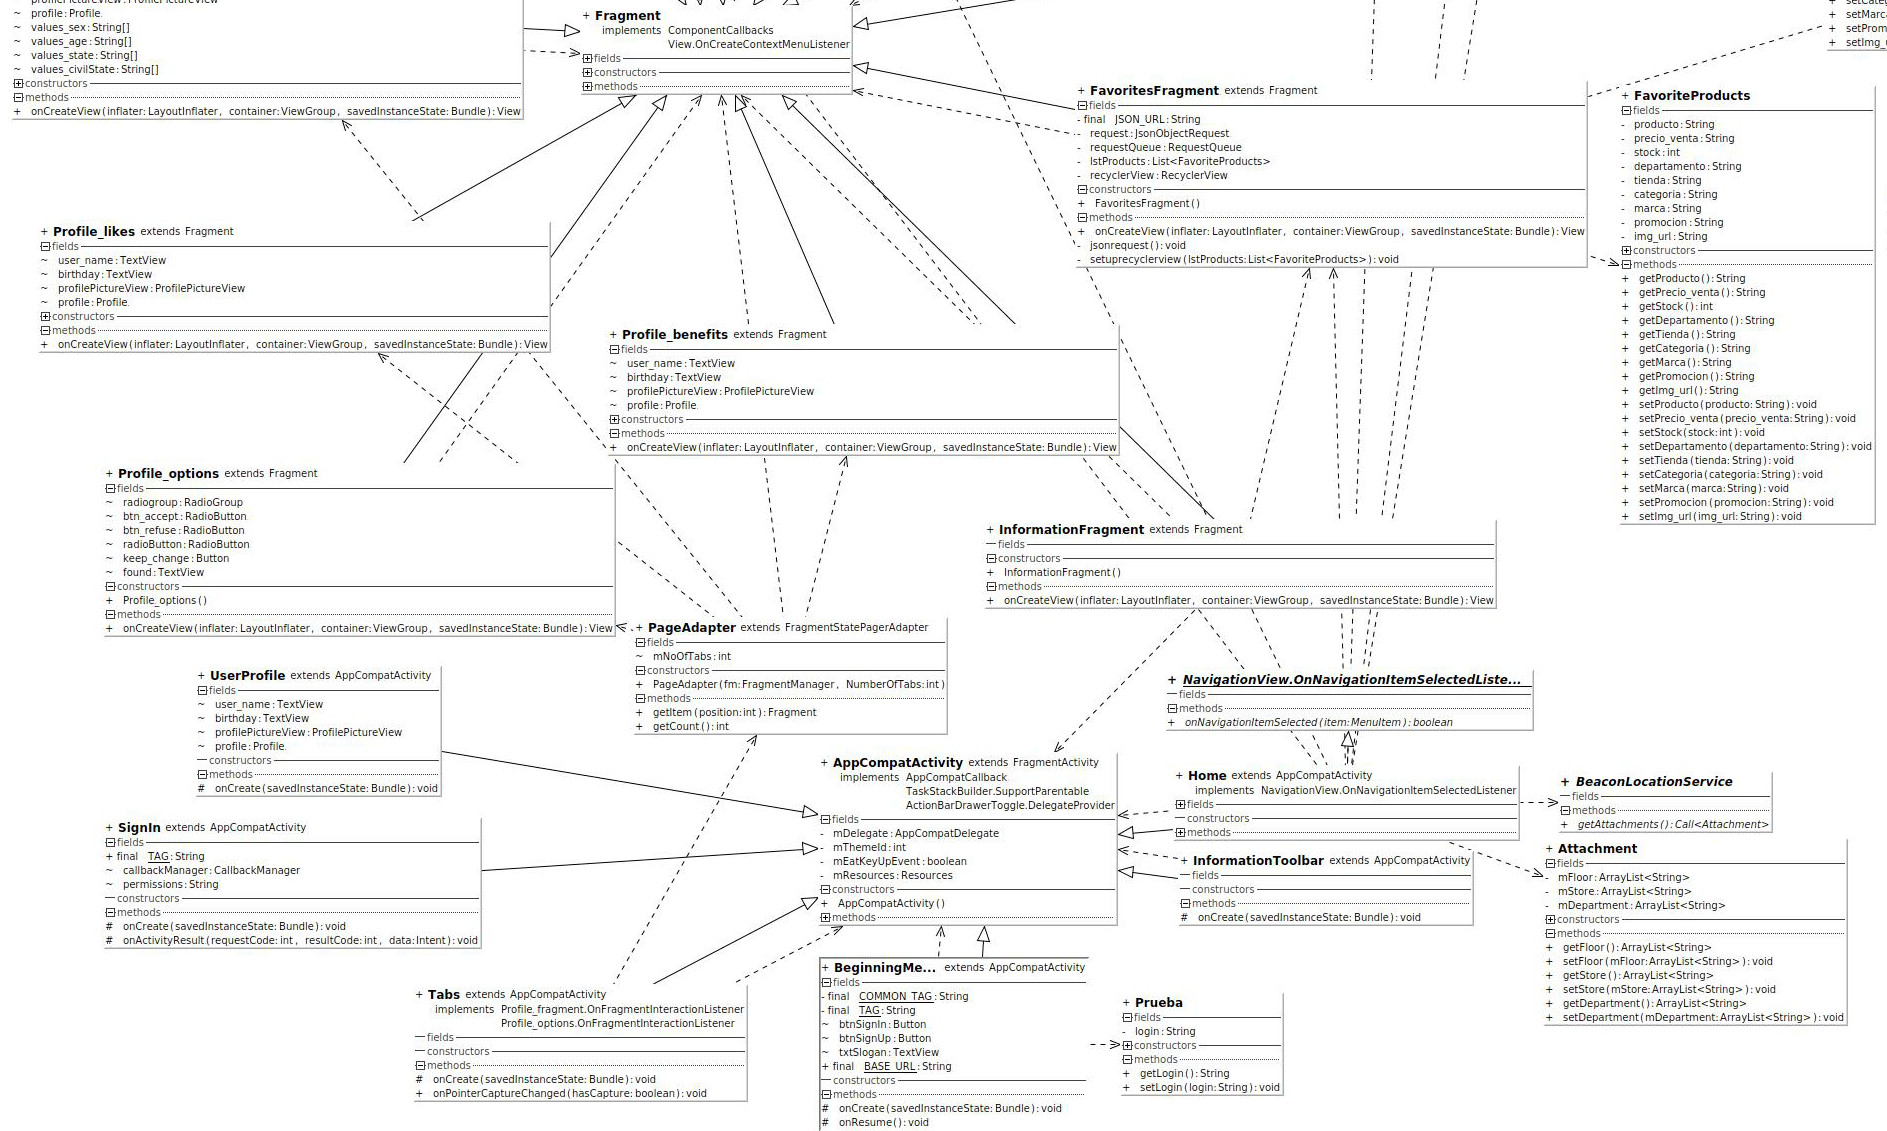 ~ profile:Profile.
~ values_sex:String[]
~ values_age:String[]
~ values_state:String[]
~ values_civilState:String[]
constructors
methods
+ onCreateView(inflater:LayoutInflater, container:ViewGroup, savedInstanceState:Bundle):View
+ Fragment
implements ComponentCallbacks
View.OnCreateContextMenuListener
fields
constructors
methods
+ FavoritesFragment extends Fragment
fields
- final JSON_URL:String
- request:JsonObjectRequest
- requestQueue:RequestQueue
- lstProducts:List<FavoriteProducts>
- recyclerView:RecyclerView
constructors
+ FavoritesFragment()
methods
+ onCreateView(inflater:LayoutInflater, container:ViewGroup, savedInstanceState:Bundle):View
- jsonrequest():void
- setuprecyclerview(lstProducts:List<FavoriteProducts>):void
+ setMarc
+ setProm
+ setImg_u
+ FavoriteProducts
fields
- producto:String
- precio_venta:String
- stock:int
- departamento:String
- tienda:String
- categoria:String
- marca:String
- promocion:String
- img_url:String
constructors
methods
+ getProducto():String
+ getPrecio_venta():String
+ getStock():int
+ getDepartamento():String
+ getTienda():String
+ getCategoria():String
+ getMarca():String
+ getPromocion():String
+ getImg_url():String
+ setProducto(producto:String):void
+ setPrecio_venta(precio_venta:String):void
+ setStock(stock:int):void
+ setDepartamento(departamento:String):void
+ setTienda(tienda:String):void
+ setCategoria(categoria:String):void
+ setMarca(marca:String):void
+ setPromocion(promocion:String):void
+ setImg_url(img_url:String):void
+ Profile_likes extends Fragment
fields
~ user_name:TextView
~ birthday:TextView
~ profilePictureView:ProfilePictureView
~ profile:Profile.
constructors
methods
+ onCreateView(inflater:LayoutInflater, container:ViewGroup, savedInstanceState:Bundle):View
+ Profile_benefits extends Fragment
fields
~ user_name:TextView
~ birthday:TextView
~ profilePictureView:ProfilePictureView
~ profile:Profile.
constructors
methods
+ onCreateView(inflater:LayoutInflater, container:ViewGroup, savedInstanceState:Bundle):View
+ Profile_options extends Fragment
fields
~ radiogroup:RadioGroup
~ btn_accept:RadioButton
~ btn_refuse:RadioButton
~ radioButton:RadioButton
~ keep_change:Button
~ found:TextView
constructors
+ Profile_options()
methods
+ onCreateView(inflater:LayoutInflater, container:ViewGroup, savedInstanceState:Bundle):View
+ InformationFragment extends Fragment
fields
constructors
+ InformationFragment()
methods
+ onCreateView(inflater:LayoutInflater, container:ViewGroup, savedInstanceState:Bundle):View
+ PageAdapter extends FragmentStatePagerAdapter
fields
~ mNoOfTabs:int
constructors
+ PageAdapter(fm:FragmentManager, NumberOfTabs:int)
methods
+ getItem(position:int):Fragment
+ getCount():int
+ UserProfile extends AppCompatActivity
fields
~ user_name:TextView
~ birthday:TextView
~ profilePictureView:ProfilePictureView
~ profile:Profile.
constructors
methods
# onCreate(savedInstanceState:Bundle):void
+ NavigationView.OnNavigationItemSelectedListe...
fields
methods
+ onNavigationItemSelected(item:MenuItem):boolean
+ AppCompatActivity extends FragmentActivity
implements AppCompatCallback
TaskStackBuilder.SupportParentable
ActionBarDrawerToggle.DelegateProvider
fields
- mDelegate:AppCompatDelegate
- mThemeId:int
- mEatKeyUpEvent:boolean
- mResources:Resources
constructors
+ AppCompatActivity()
methods
+ Home extends AppCompatActivity
implements NavigationView.OnNavigationItemSelectedListener
fields
constructors
methods
+ BeaconLocationService
fields
methods
+ getAttachments():Call<Attachment>
+ SignIn extends AppCompatActivity
fields
+ final TAG:String
~ callbackManager:CallbackManager
~ permissions:String
constructors
methods
# onCreate(savedInstanceState:Bundle):void
# onActivityResult(requestCode:int, resultCode:int, data:Intent):void
+ InformationToolbar extends AppCompatActivity
fields
constructors
methods
# onCreate(savedInstanceState:Bundle):void
+ Attachment
fields
- mFloor:ArrayList<String>
- mStore:ArrayList<String>
- mDepartment:ArrayList<String>
constructors
methods
+ getFloor():ArrayList<String>
+ setFloor(mFloor:ArrayList<String>):void
+ getStore():ArrayList<String>
+ setStore(mStore:ArrayList<String>):void
+ getDepartment():ArrayList<String>
+ setDepartment(mDepartment:ArrayList<String>):void
+ Tabs extends AppCompatActivity
implements Profile_fragment.OnFragmentInteractionListener
Profile_options.OnFragmentInteractionListener
fields
constructors
methods
# onCreate(savedInstanceState:Bundle):void
+ onPointerCaptureChanged(hasCapture:boolean):void
+ BeginningMe... extends AppCompatActivity
fields
- final COMMON_TAG:String
- final TAG:String
~ btnSignIn:Button
~ btnSignUp:Button
~ txtSlogan:TextView
+ final BASE_URL:String
constructors
methods
# onCreate(savedInstanceState:Bundle):void
# onResume():void
+ Prueba
fields
- login:String
constructors
methods
+ getLogin():String
+ setLogin(login:String):void